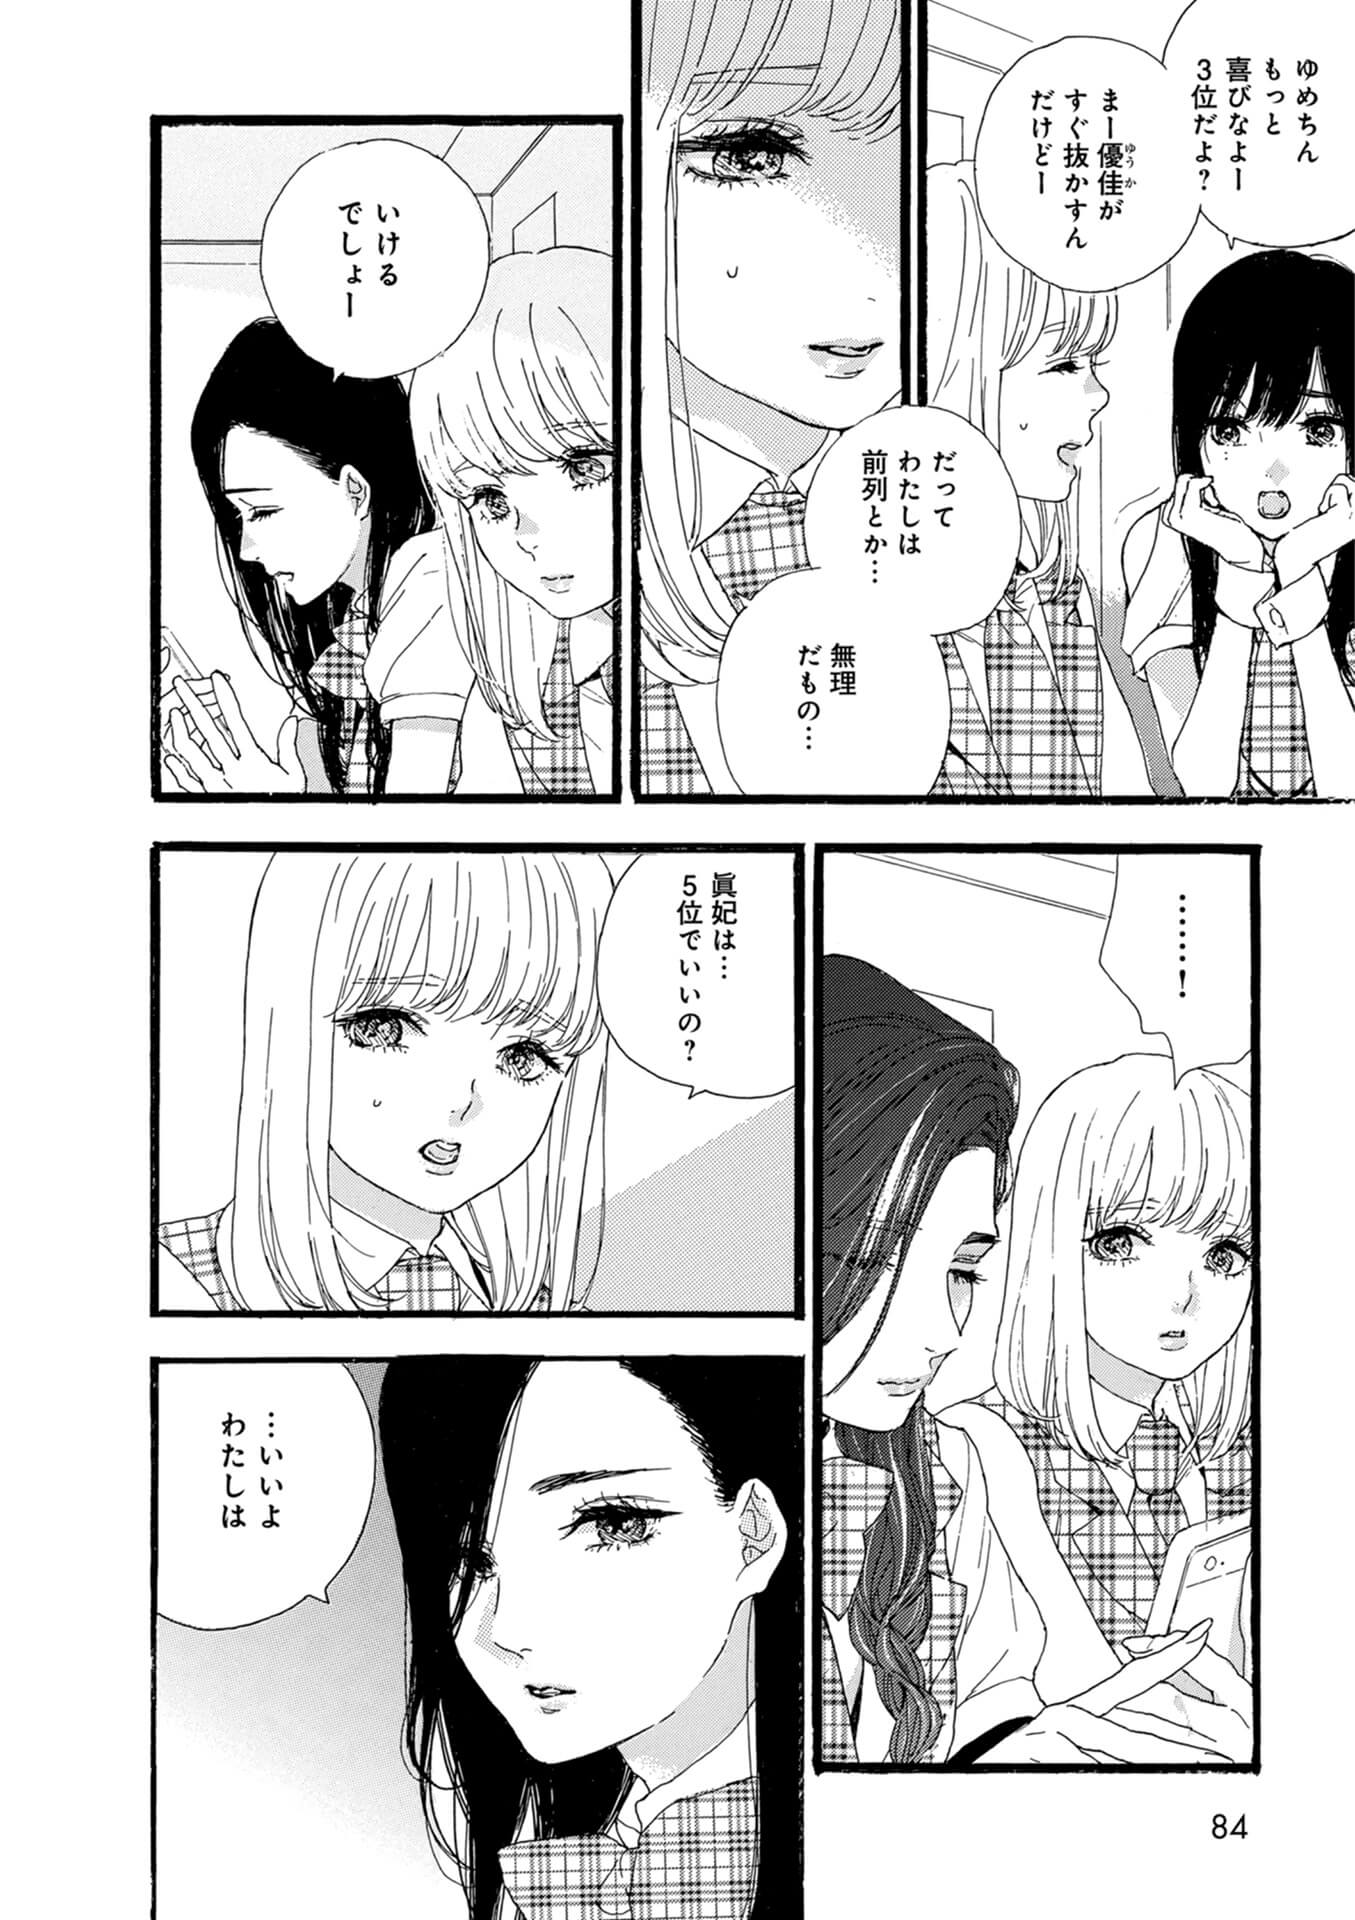 ゆめちん
もっと
喜びなよー
3位だよ?
まー優佳が
ゆうか
すぐ抜かすん
だけどー
だって
わたしは
前列とか…
無理
だもの…
いける
でしょー
………!
眞妃は…
5位でいいの?
…いいよ
わたしは
84